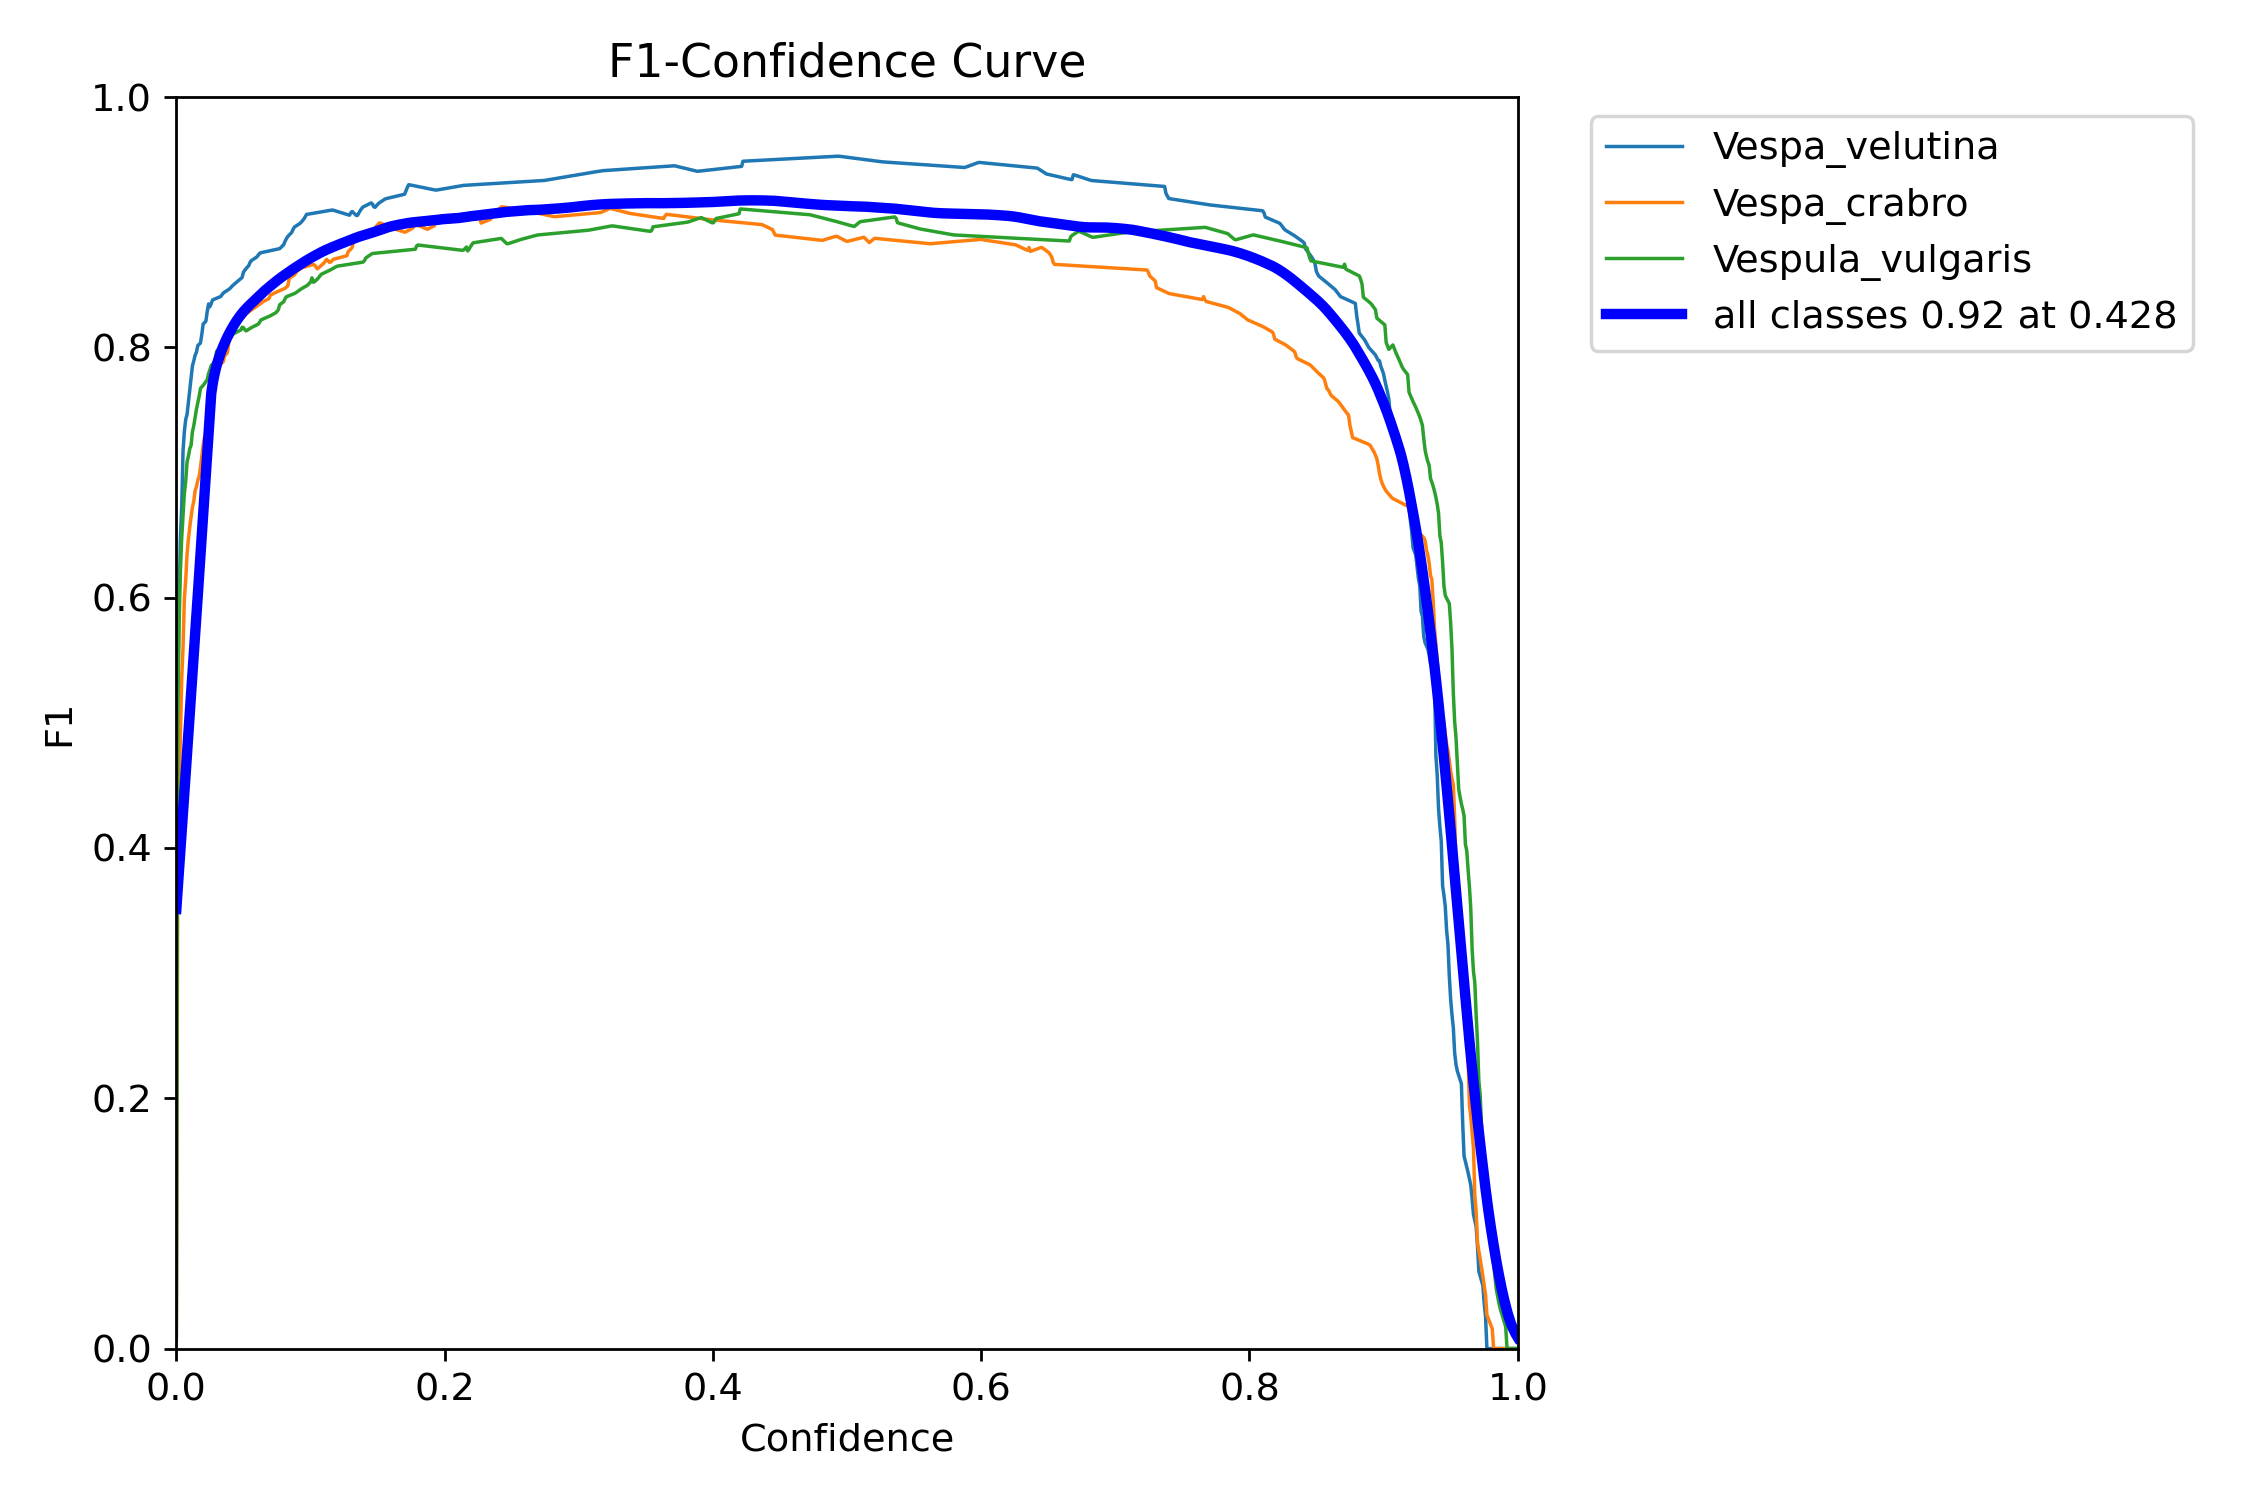 F1-Confidence Curve
1.0
0.8
0.6
0.4
0.2
0.0
F1
0.0 0.2 0.4 0.6 0.8 1.0
Confidence
Vespa_velutina
Vespa_crabro
Vespula_vulgaris
all classes 0.92 at 0.428